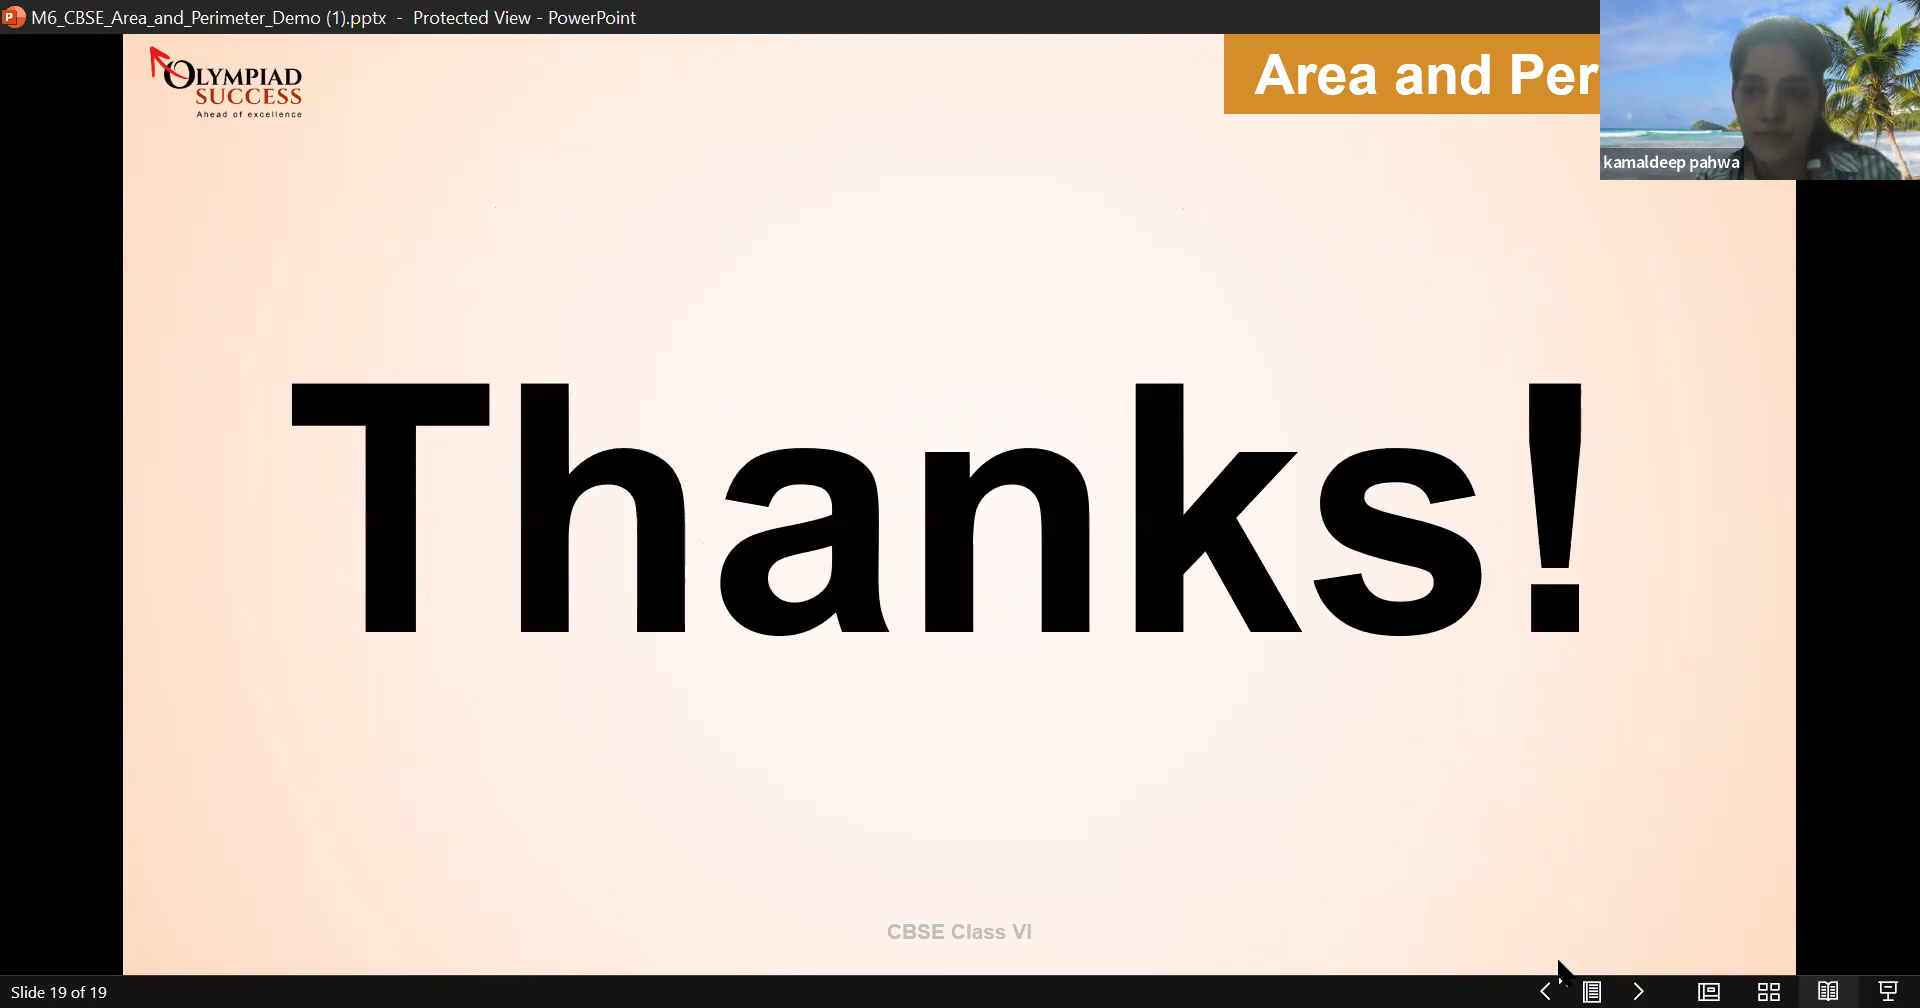 M6_CBSE_Area_and_Perimeter_Demo (1).pptx - Protected View - PowerPoint
OLYMPIAD
SUCCESS
Ahead of excellence
Area and Per
kamaldeep pahwa
Thanks!
CBSE Class VI
Slide 19 of 19